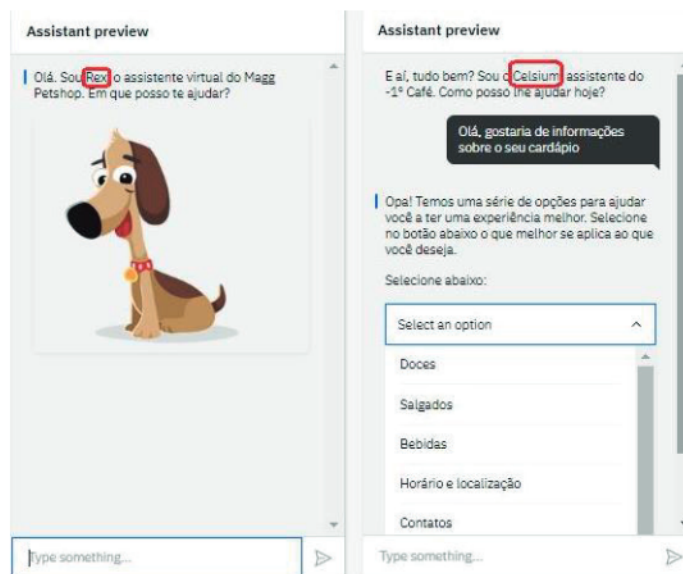 Assistant preview
Olá. Sou Rex, o assistente virtual do Magg
Petshop. Em que posso te ajudar?
Type something...
Assistant preview
E aí, tudo bem? Sou o Celsium, assistente do
-1º Café. Como posso lhe ajudar hoje?
Olá, gostaria de informações
sobre o seu cardápio
Opa! Temos uma série de opções para ajudar
você a ter uma experiência melhor. Selecione
no botão abaixo o que melhor se aplica ao que
você deseja.
Selecione abaixo:
Select an option
Doces
Salgados
Bebidas
Horário e localização
Contatos
Type something...